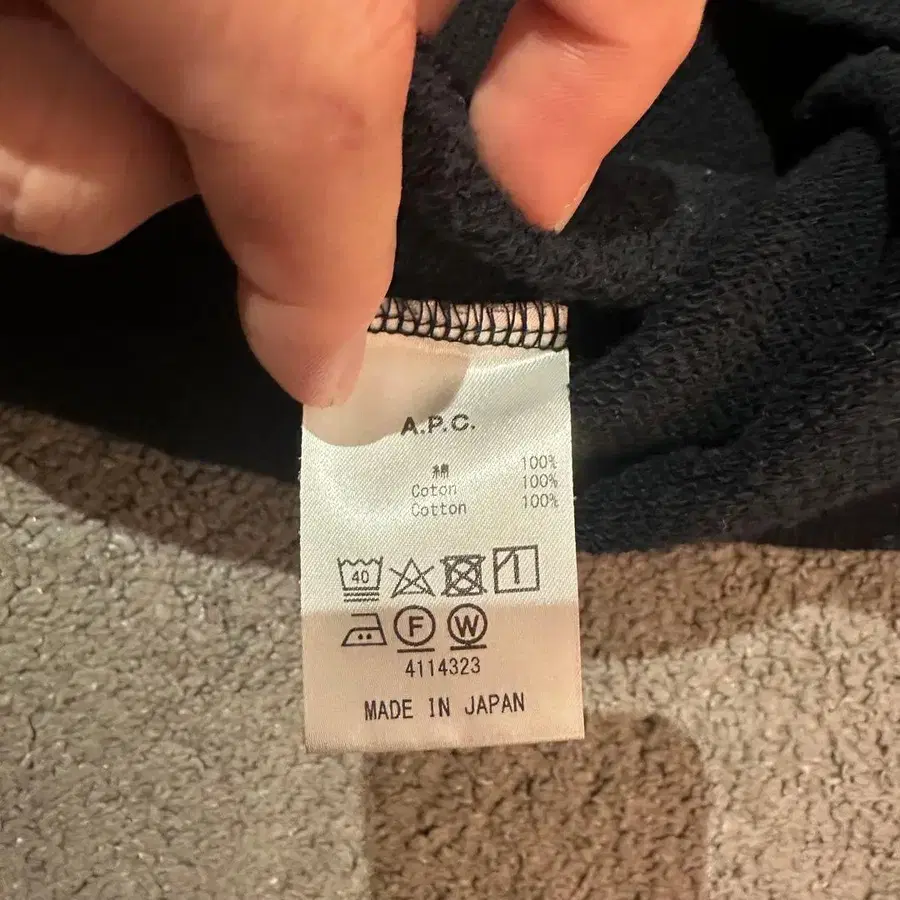 A.P.C.
綿 100%
Coton 100%
Cotton 100%
40
F W
4114323
MADE IN JAPAN